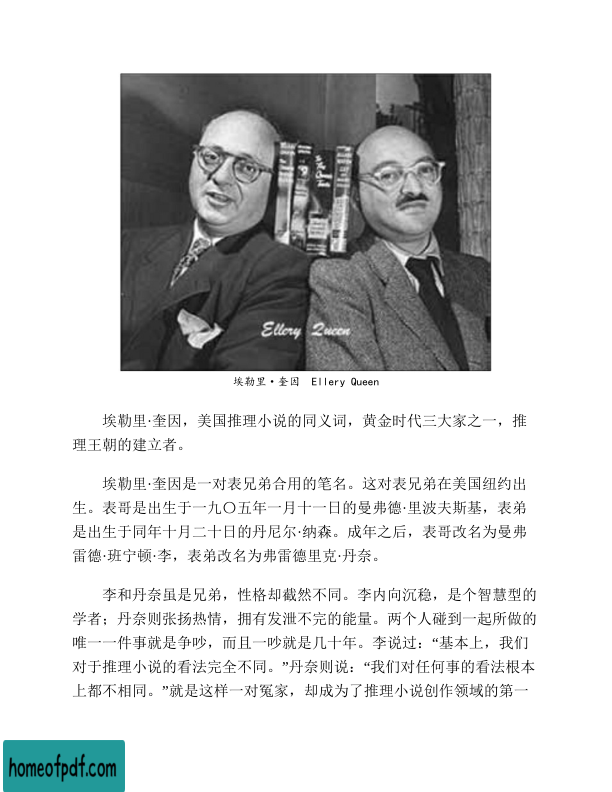 Ellery Queen
埃勒里·奎因 Ellery Queen
埃勒里·奎因，美国推理小说的同义词，黄金时代三大家之一，推
理王朝的建立者。
埃勒里·奎因是一对表兄弟合用的笔名。这对表兄弟在美国纽约出
生。表哥是出生于一九〇五年一月十一日的曼弗德·里波夫斯基，表弟
是出生于同年十月二十日的丹尼尔·纳森。成年之后，表哥改名为曼弗
雷德·班宁顿·李，表弟改名为弗雷德里克·丹奈。
李和丹奈虽是兄弟，性格却截然不同。李内向沉稳，是个智慧型的
学者；丹奈则张扬热情，拥有发泄不完的能量。两个人碰到一起所做的
唯一一件事就是争吵，而且一吵就是几十年。李说过：“基本上，我们
对于推理小说的看法完全不同。”丹奈则说：“我们对任何事的看法根本
上都不相同。”就是这样一对冤家，却成为了推理小说创作领域的第一
homeofpdf.com